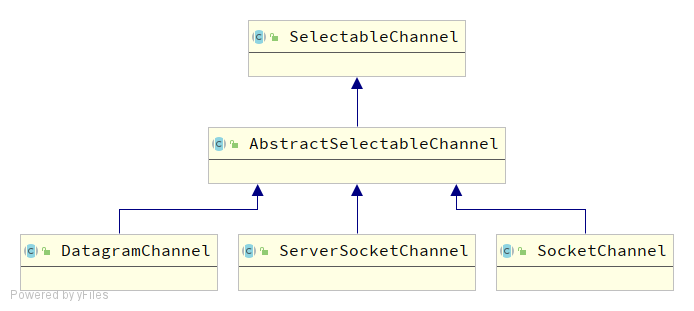 SelectableChannel
AbstractSelectableChannel
DatagramChannel
ServerSocketChannel
SocketChannel
Powered by yFiles